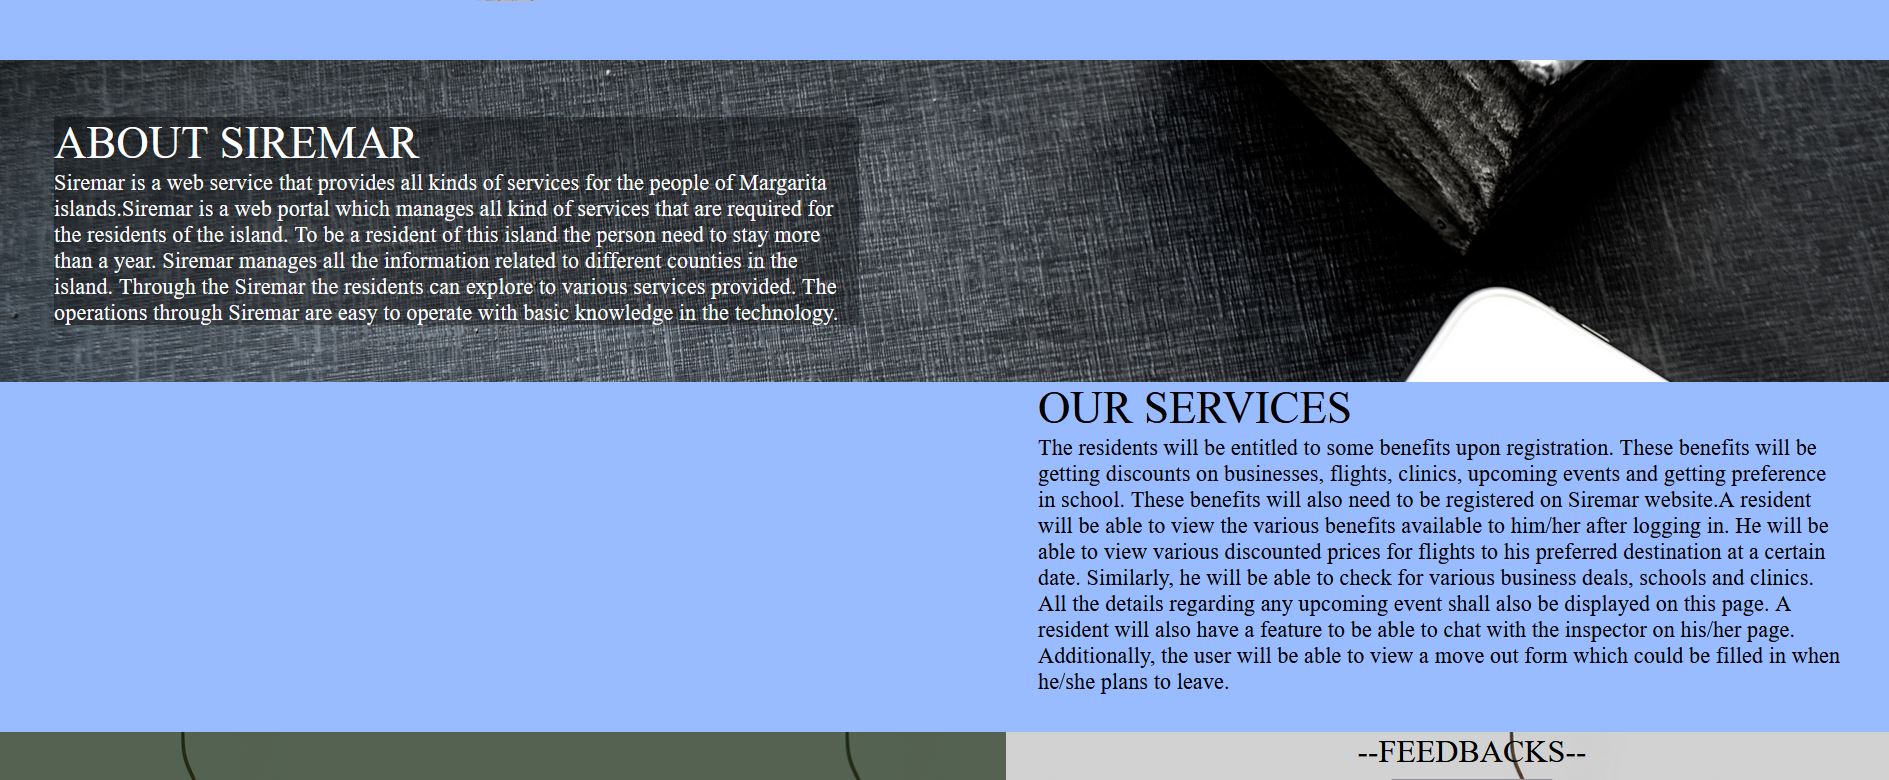 ABOUT SIREMAR
Siremar is a web service that provides all kinds of services for the people of Margarita
islands.Siremar is a web portal which manages all kind of services that are required for
the residents of the island. To be a resident of this island the person need to stay more
than a year. Siremar manages all the information related to different counties in the
island. Through the Siremar the residents can explore to various services provided. The
operations through Siremar are easy to operate with basic knowledge in the technology.
OUR SERVICES
The residents will be entitled to some benefits upon registration. These benefits will be
getting discounts on businesses, flights, clinics, upcoming events and getting preference
in school. These benefits will also need to be registered on Siremar website.A resident
will be able to view the various benefits available to him/her after logging in. He will be
able to view various discounted prices for flights to his preferred destination at a certain
date. Similarly, he will be able to check for various business deals, schools and clinics.
All the details regarding any upcoming event shall also be displayed on this page. A
resident will also have a feature to be able to chat with the inspector on his/her page.
Additionally, the user will be able to view a move out form which could be filled in when
he/she plans to leave.
--FEEDBACKS--